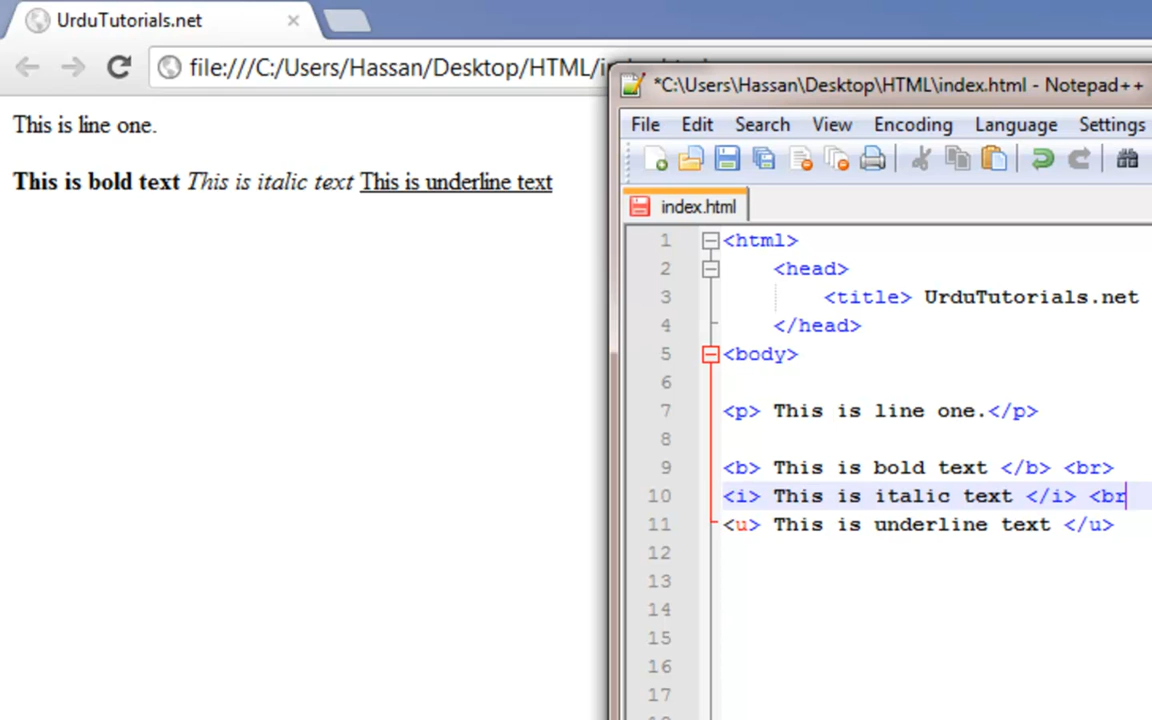 UrduTutorials.net
file:///C:/Users/Hassan/Desktop/HTML/
This is line one.
This is bold text This is italic text This is underline text
*C:\Users\Hassan\Desktop\HTML\index.html - Notepad++
File Edit Search View Encoding Language Settings
index.html
1 <html>
2 <head>
3 <title> UrduTutorials.net
4 </head>
5 <body>
6
7 <p> This is line one.</p>
8
9 <b> This is bold text </b> <br>
10 <i> This is italic text </i> <br
11 <u> This is underline text </u>
12
13
14
15
16
17